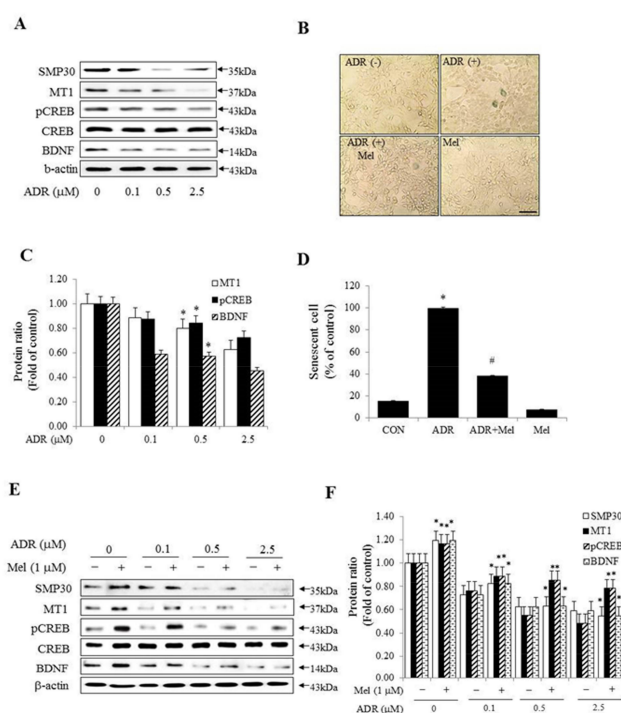 A
SMP30 35kDa
MT1 37kDa
pCREB 43kDa
CREB 43kDa
BDNF 14kDa
b-actin 43kDa
ADR (μM) 0 0.1 0.5 2.5
B
ADR (-) ADR (+)
ADR (+) Mel
Mel
C
1.20
1.00
0.80
0.60
0.40
0.20
0.00
Protein ratio
(Fold of control)
MT1
pCREB
BDNF
* *
*
0 0.1 0.5 2.5
ADR (μM)
D
120
100
80
60
40
20
0
Senescent cell
(% of control)
*
#
CON ADR ADR+Mel Mel
E
ADR (μM) 0 0.1 0.5 2.5
Mel (1 μM) − + − + − + − +
SMP30 35kDa
MT1 37kDa
pCREB 43kDa
CREB 43kDa
BDNF 14kDa
β-actin 43kDa
F
1.40
1.20
1.00
0.80
0.60
0.40
0.20
0.00
Protein ratio
(Fold of control)
SMP30
MT1
pCREB
BDNF
Mel (1 μM) − + − + − + − +
ADR (μM) 0 0.1 0.5 2.5